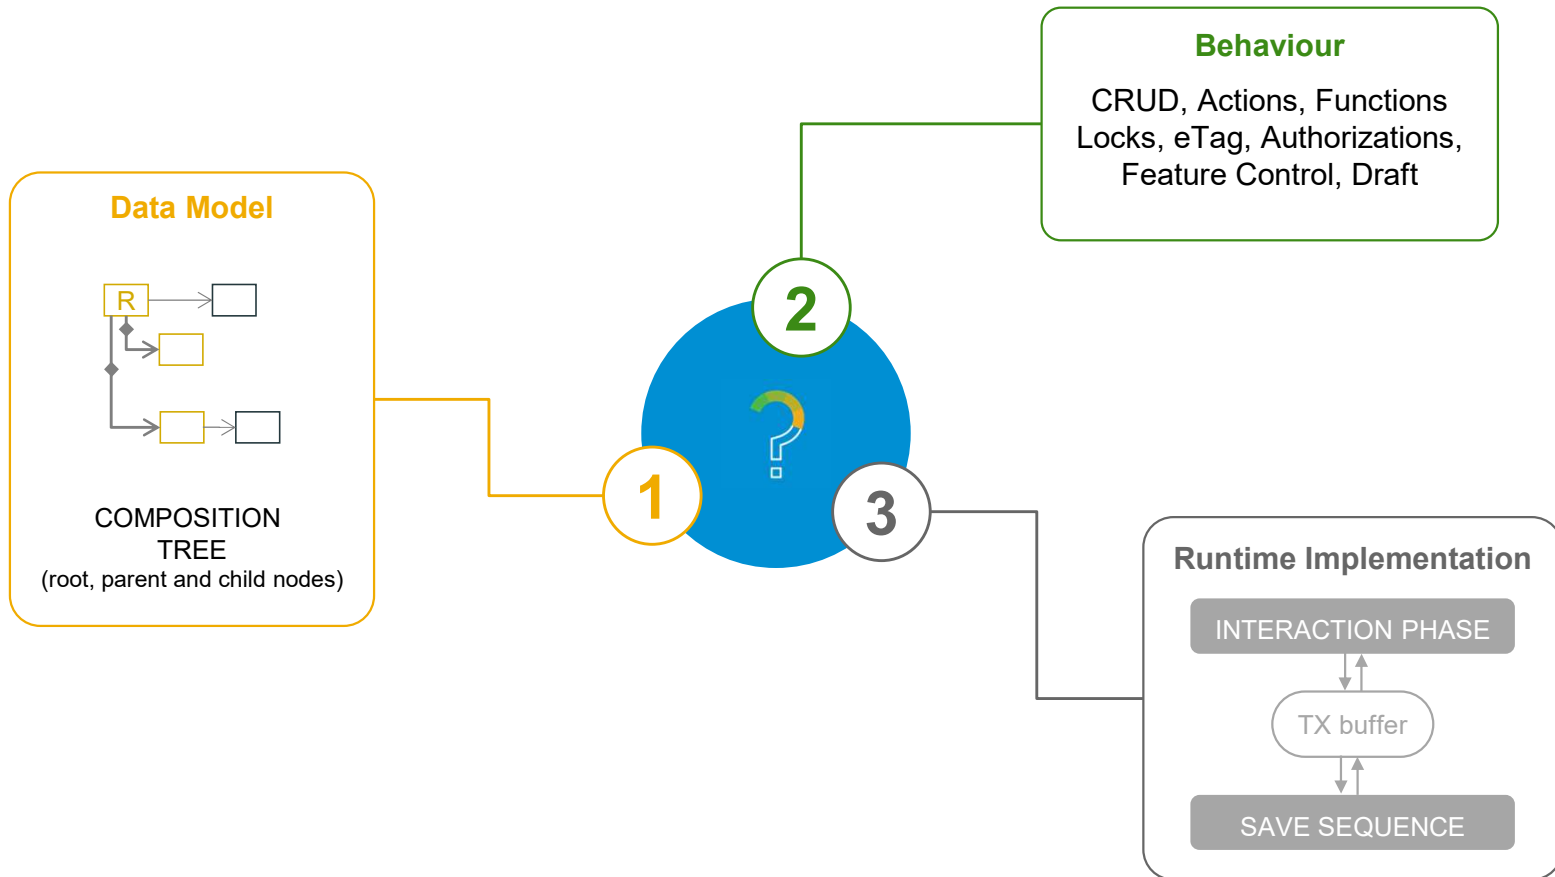 Data Model
R
COMPOSITION
TREE
(root, parent and child nodes)
1
2
3
?
Behaviour
CRUD, Actions, Functions
Locks, eTag, Authorizations,
Feature Control, Draft
Runtime Implementation
INTERACTION PHASE
TX buffer
SAVE SEQUENCE